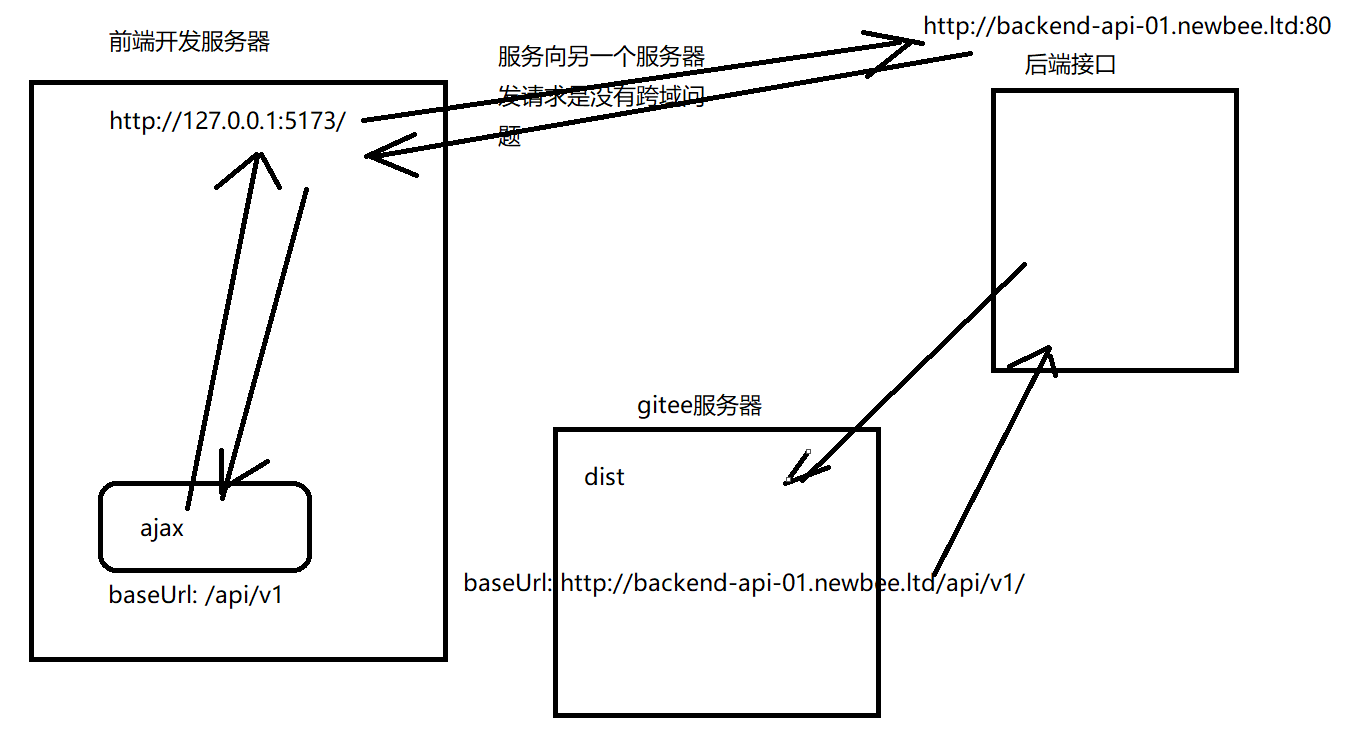 前端开发服务器
http://127.0.0.1:5173/
服务向另一个服务器
发请求是没有跨域问
题
http://backend-api-01.newbee.ltd:80
后端接口
ajax
baseUrl: /api/v1
gitee服务器
dist
baseUrl: http://backend-api-01.newbee.ltd/api/v1/